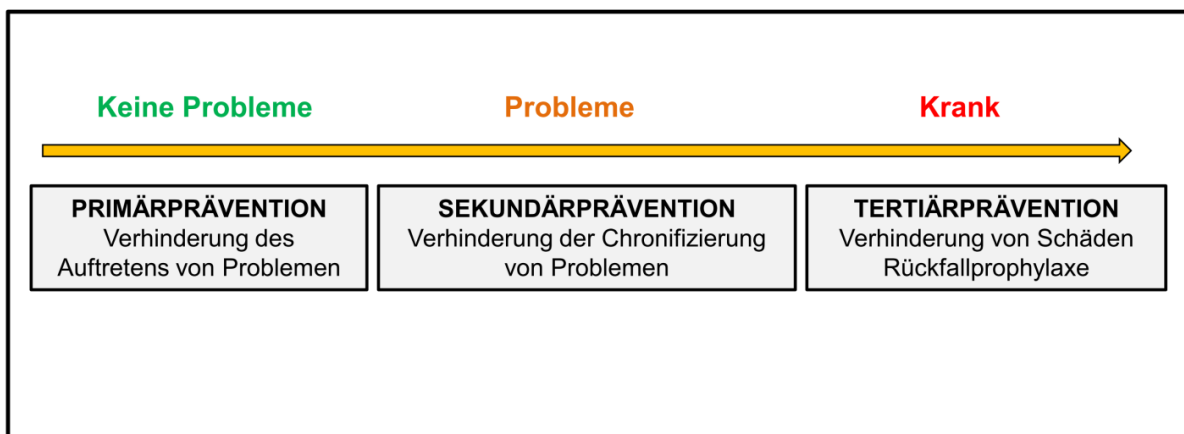 Keine Probleme
Probleme
Krank
PRIMÄRPRÄVENTION
Verhinderung des
Auftretens von Problemen
SEKUNDÄRPRÄVENTION
Verhinderung der Chronifizierung
von Problemen
TERTIÄRPRÄVENTION
Verhinderung von Schäden
Rückfallprophylaxe